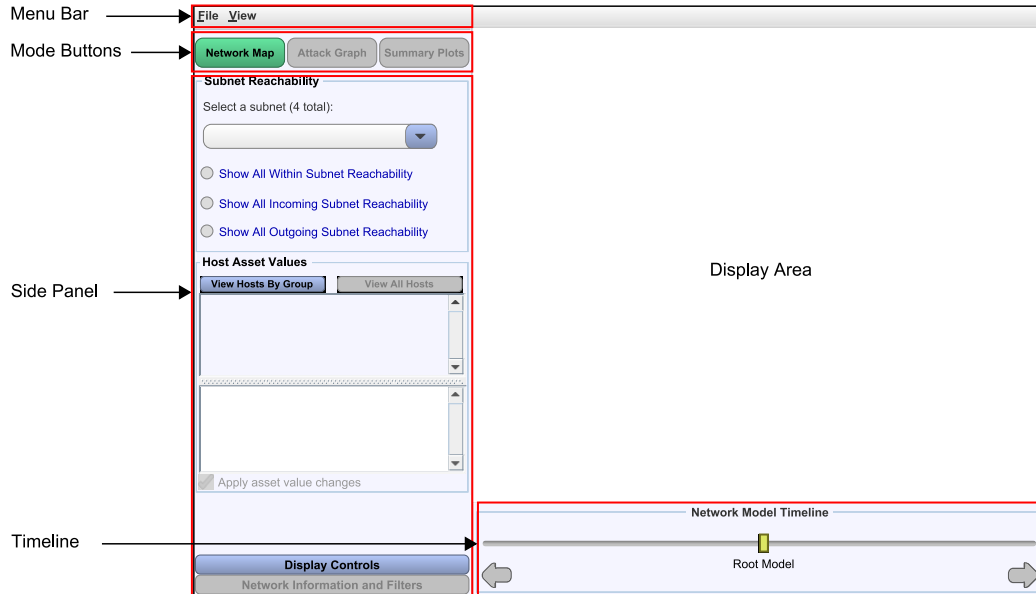 Menu Bar
File View
Mode Buttons
Network Map Attack Graph Summary Plots
Subnet Reachability
Select a subnet (4 total):
Show All Within Subnet Reachability
Show All Incoming Subnet Reachability
Show All Outgoing Subnet Reachability
Host Asset Values
View Hosts By Group View All Hosts
Side Panel
Apply asset value changes
Display Area
Timeline
Display Controls
Network Information and Filters
Network Model Timeline
Root Model